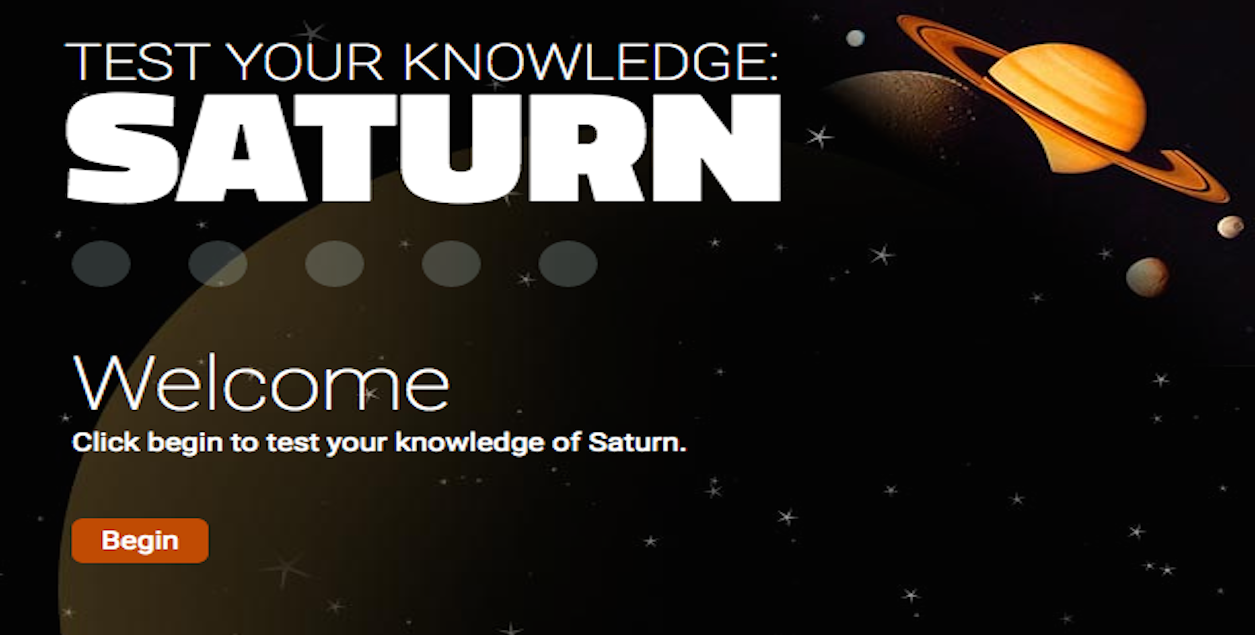 TEST YOUR KNOWLEDGE:
SATURN
Welcome
Click begin to test your knowledge of Saturn.
Begin